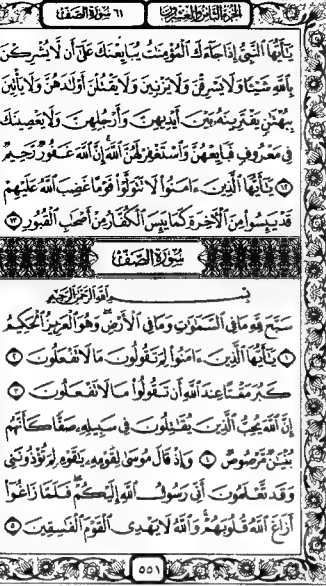 الجزء الثامن والعشرون ٦١ سورة الصف
يَٰٓأَيُّهَا ٱلنَّبِىُّ إِذَا جَآءَكَ ٱلْمُؤْمِنَٰتُ يُبَايِعْنَكَ عَلَىٰٓ أَن لَّا يُشْرِكْنَ
بِٱللَّهِ شَيْـًٔا وَلَا يَسْرِقْنَ وَلَا يَزْنِينَ وَلَا يَقْتُلْنَ أَوْلَٰدَهُنَّ وَلَا يَأْتِينَ
بِبُهْتَٰنٍ يَفْتَرِينَهُۥ بَيْنَ أَيْدِيهِنَّ وَأَرْجُلِهِنَّ وَلَا يَعْصِينَكَ
فِى مَعْرُوفٍ فَبَايِعْهُنَّ وَٱسْتَغْفِرْ لَهُنَّ ٱللَّهَ إِنَّ ٱللَّهَ غَفُورٌ رَّحِيمٌ
١٢ يَٰٓأَيُّهَا ٱلَّذِينَ ءَامَنُوا۟ لَا تَتَوَلَّوْا۟ قَوْمًا غَضِبَ ٱللَّهُ عَلَيْهِمْ
قَدْ يَئِسُوا۟ مِنَ ٱلْءَاخِرَةِ كَمَا يَئِسَ ٱلْكُفَّارُ مِنْ أَصْحَٰبِ ٱلْقُبُورِ ١٣
سُورَةُ الصَّفِّ
بِسْمِ ٱللَّهِ ٱلرَّحْمَٰنِ ٱلرَّحِيمِ
سَبَّحَ لِلَّهِ مَا فِى ٱلسَّمَٰوَٰتِ وَمَا فِى ٱلْأَرْضِ وَهُوَ ٱلْعَزِيزُ ٱلْحَكِيمُ
١ يَٰٓأَيُّهَا ٱلَّذِينَ ءَامَنُوا۟ لِمَ تَقُولُونَ مَا لَا تَفْعَلُونَ ٢
كَبُرَ مَقْتًا عِندَ ٱللَّهِ أَن تَقُولُوا۟ مَا لَا تَفْعَلُونَ ٣
إِنَّ ٱللَّهَ يُحِبُّ ٱلَّذِينَ يُقَٰتِلُونَ فِى سَبِيلِهِۦ صَفًّا كَأَنَّهُم
بُنْيَٰنٌ مَّرْصُوصٌ ٤ وَإِذْ قَالَ مُوسَىٰ لِقَوْمِهِۦ يَٰقَوْمِ لِمَ تُؤْذُونَنِى
وَقَد تَّعْلَمُونَ أَنِّى رَسُولُ ٱللَّهِ إِلَيْكُمْ فَلَمَّا زَاغُوٓا۟
أَزَاغَ ٱللَّهُ قُلُوبَهُمْ وَٱللَّهُ لَا يَهْدِى ٱلْقَوْمَ ٱلْفَٰسِقِينَ ٥
٥٥١